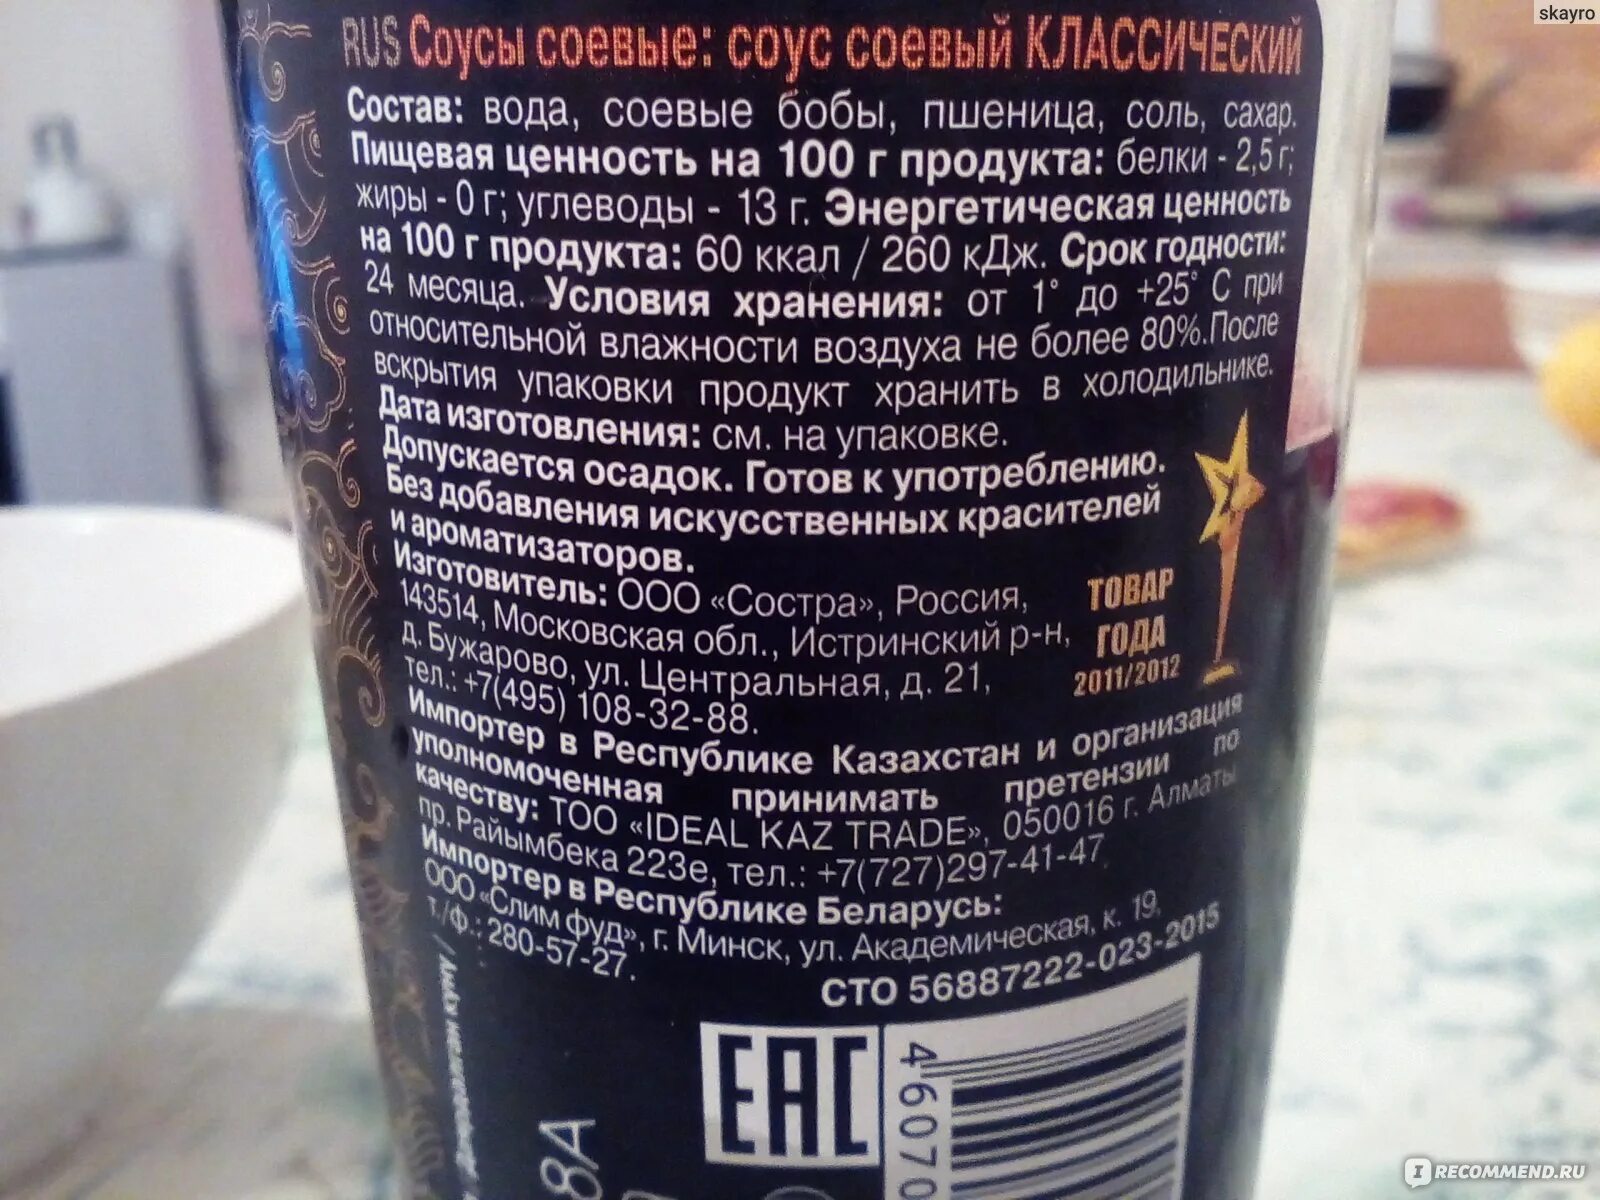 skayro
RUS Соусы соевые: соус соевый КЛАССИЧЕСКИЙ
Состав: вода, соевые бобы, пшеница, соль, сахар.
Пищевая ценность на 100 г продукта: белки - 2,5 г;
жиры - 0 г; углеводы - 13 г. Энергетическая ценность
на 100 г продукта: 60 ккал / 260 кДж. Срок годности:
24 месяца. Условия хранения: от 1° до +25° С при
относительной влажности воздуха не более 80%.После
вскрытия упаковки продукт хранить в холодильнике.
Дата изготовления: см. на упаковке.
Допускается осадок. Готов к употреблению.
Без добавления искусственных красителей
и ароматизаторов.
Изготовитель: ООО «Состра», Россия,
143514, Московская обл., Истринский р-н,
д. Бужарово, ул. Центральная, д. 21,
тел.: +7(495) 108-32-88.
ТОВАР
ГОДА
2011/2012
Импортер в Республике Казахстан и организация
уполномоченная принимать претензии по
качеству: ТОО «IDEAL KAZ TRADE», 050016 г. Алматы
пр. Райымбека 223е, тел.: +7(727)297-41-47
Импортер в Республике Беларусь:
ООО «Слим фуд», г. Минск, ул. Академическая, к. 19,
т./ф.: 280-57-27.
СТО 56887222-023-2015
EAC
4 6070
8A
RECOMMEND.RU